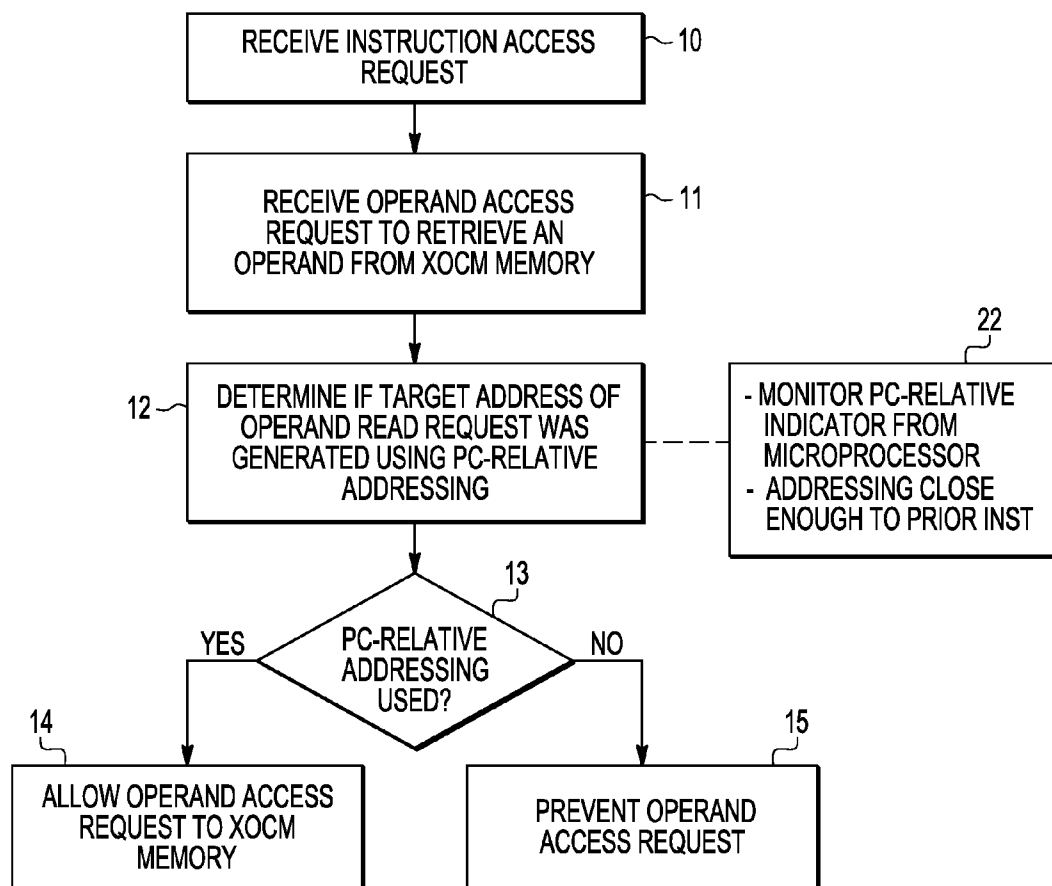 RECEIVE INSTRUCTION ACCESS
REQUEST
10
RECEIVE OPERAND ACCESS
REQUEST TO RETRIEVE AN
OPERAND FROM XOCM MEMORY
11
12
DETERMINE IF TARGET ADDRESS OF
OPERAND READ REQUEST WAS
GENERATED USING PC-RELATIVE
ADDRESSING
22
- MONITOR PC-RELATIVE
INDICATOR FROM
MICROPROCESSOR
- ADDRESSING CLOSE
ENOUGH TO PRIOR INST
13
YES
PC-RELATIVE
ADDRESSING
USED?
NO
14
ALLOW OPERAND ACCESS
REQUEST TO XOCM
MEMORY
15
PREVENT OPERAND
ACCESS REQUEST